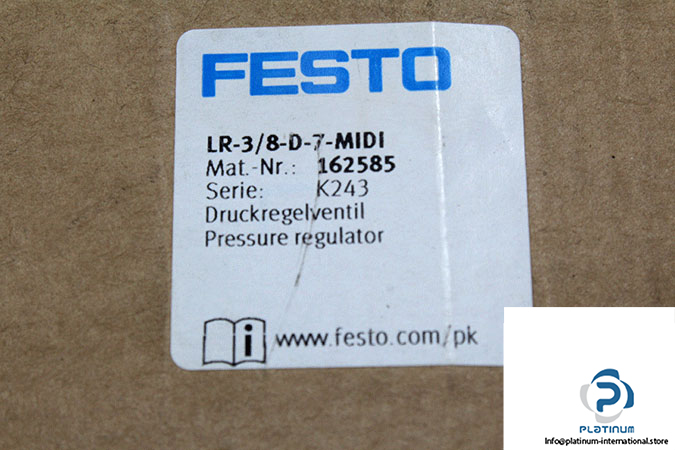 FESTO
LR-3/8-D-7-MIDI
Mat.-Nr.: 162585
Serie: K243
Druckregelventil
Pressure regulator
i www.festo.com/pk
PLATINUM
Info@platinum-international.store